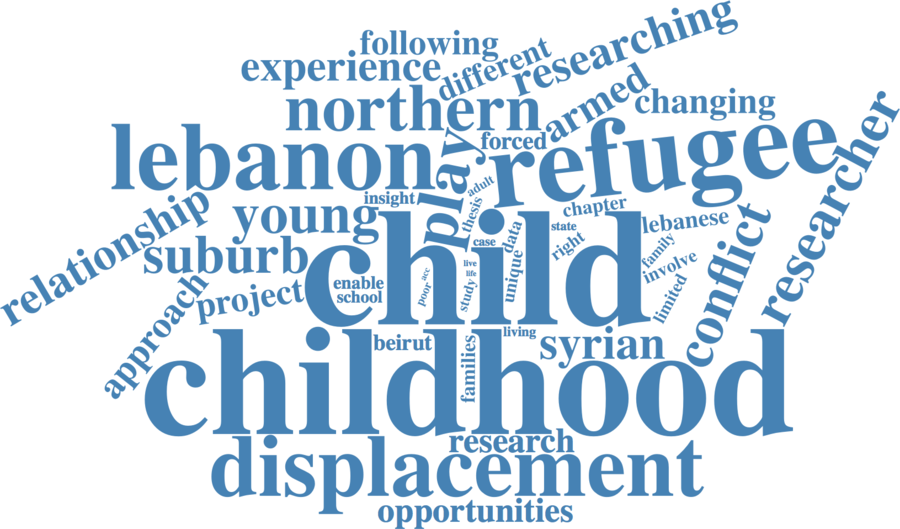 following
experience
different
researching
northern
armed
changing
forced
lebanon
play
refugee
researcher
adult
insight
thesis
chapter
relationship
young
state
lebanese
suburb
child
case
data
right
family
conflict
live
life
involve
enable
school
poor
acc
study
unique
limited
project
approach
beirut
living
syrian
families
childhood
research
displacement
opportunities